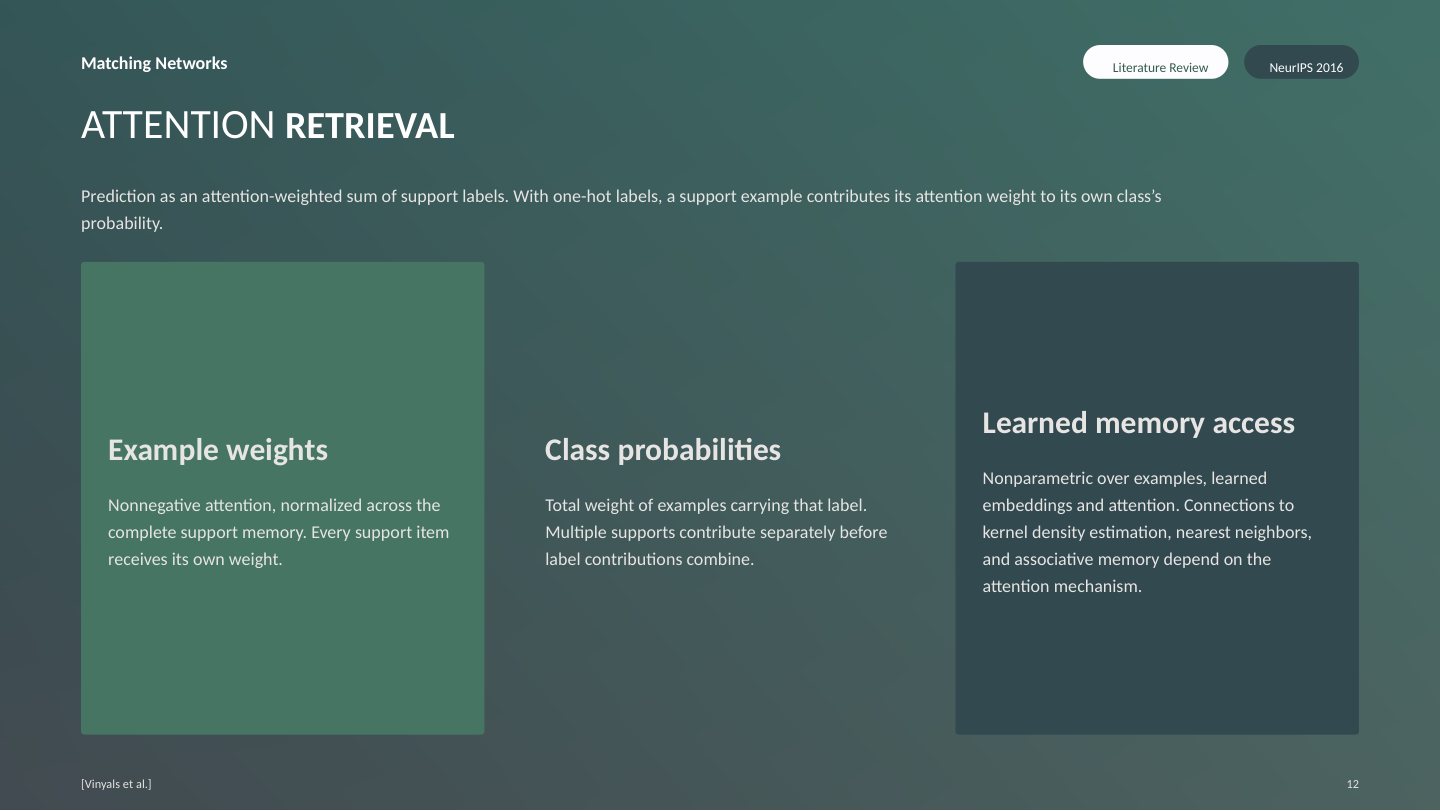 Matching Networks
Literature Review
NeurIPS 2016
ATTENTION RETRIEVAL
Prediction as an attention-weighted sum of support labels. With one-hot labels, a support example contributes its attention weight to its own class’s
probability.
Example weights
Nonnegative attention, normalized across the
complete support memory. Every support item
receives its own weight.
Class probabilities
Total weight of examples carrying that label.
Multiple supports contribute separately before
label contributions combine.
Learned memory access
Nonparametric over examples, learned
embeddings and attention. Connections to
kernel density estimation, nearest neighbors,
and associative memory depend on the
attention mechanism.
[Vinyals et al.]
12